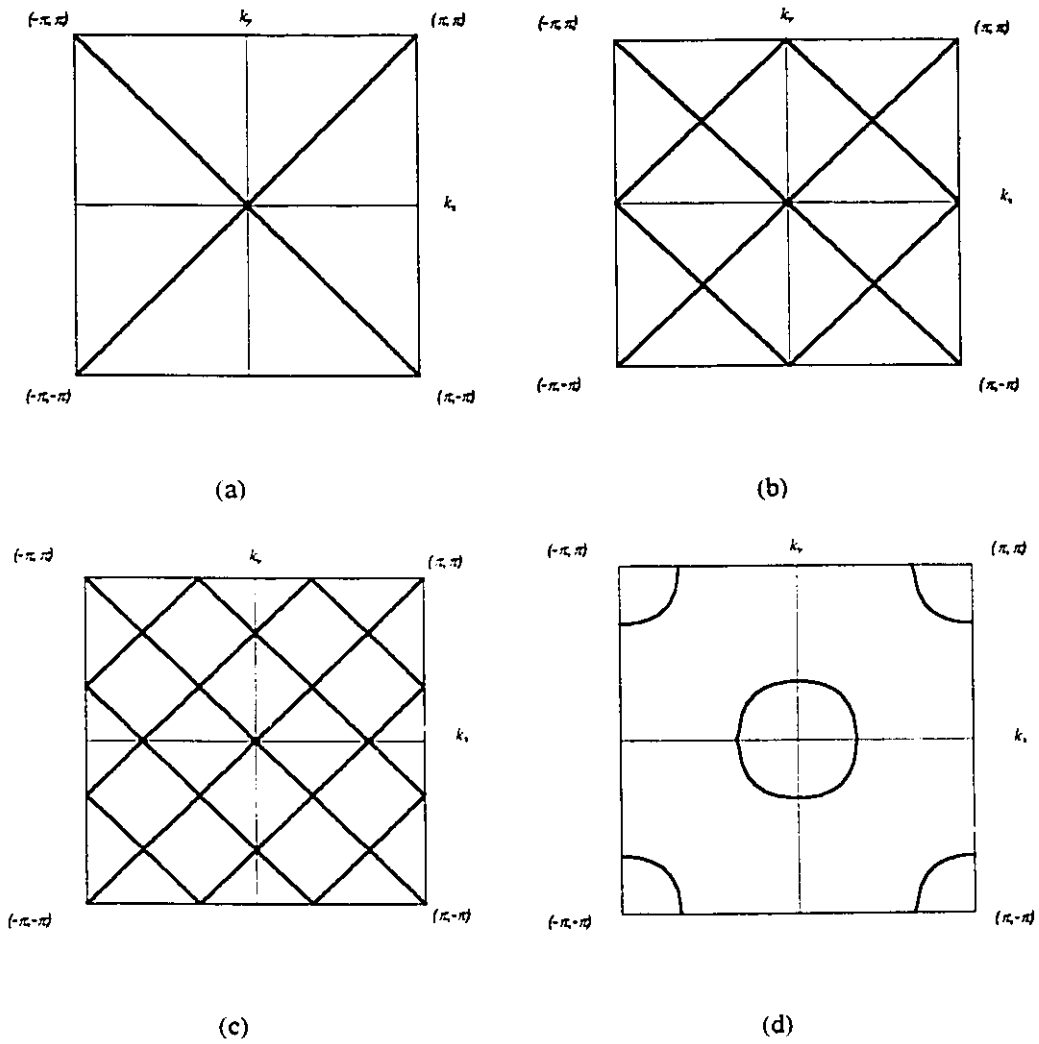 (-π, π) k_y (π, π)
k_x
(-π,-π) (π,-π)
(a)
(-π, π) k_y (π, π)
k_x
(-π,-π) (π,-π)
(b)
(-π, π) k_y (π, π)
k_x
(-π,-π) (π,-π)
(c)
(-π, π) k_y (π, π)
k_x
(-π,-π) (π,-π)
(d)